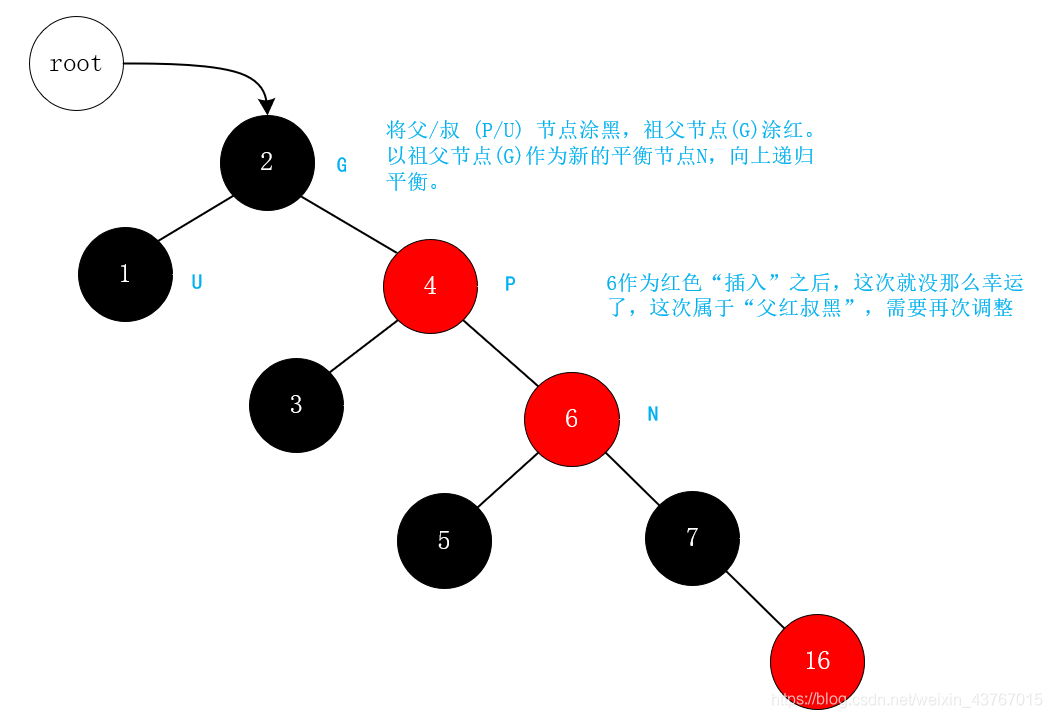 root
2
G
将父/叔 (P/U) 节点涂黑，祖父节点(G)涂红。
以祖父节点(G)作为新的平衡节点N，向上递归
平衡。
1
U
4
P
6作为红色“插入”之后，这次就没那么幸运
了，这次属于“父红叔黑”，需要再次调整
3
6
N
5
7
16
https://blog.csdn.net/weixin_43767015